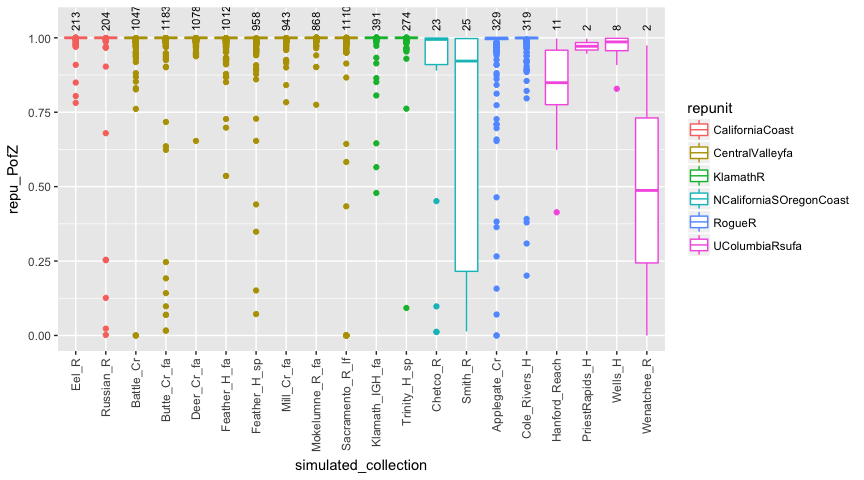 213
204
1047
1183
1078
1012
958
943
868
1110
391
274
23
25
329
319
11
2
8
2
1.00
0.75
0.50
0.25
0.00
repu_PofZ
Eel_R
Russian_R
Battle_Cr
Butte_Cr_fa
Deer_Cr_fa
Feather_H_fa
Feather_H_sp
Mill_Cr_fa
Mokelumne_R_fa
Sacramento_R_lf
Klamath_IGH_fa
Trinity_H_sp
Chetco_R
Smith_R
Applegate_Cr
Cole_Rivers_H
Hanford_Reach
PriestRapids_H
Wells_H
Wenatchee_R
simulated_collection
repunit
CaliforniaCoast
CentralValleyfa
KlamathR
NCaliforniaSOregonCoast
RogueR
UColumbiaRsufa